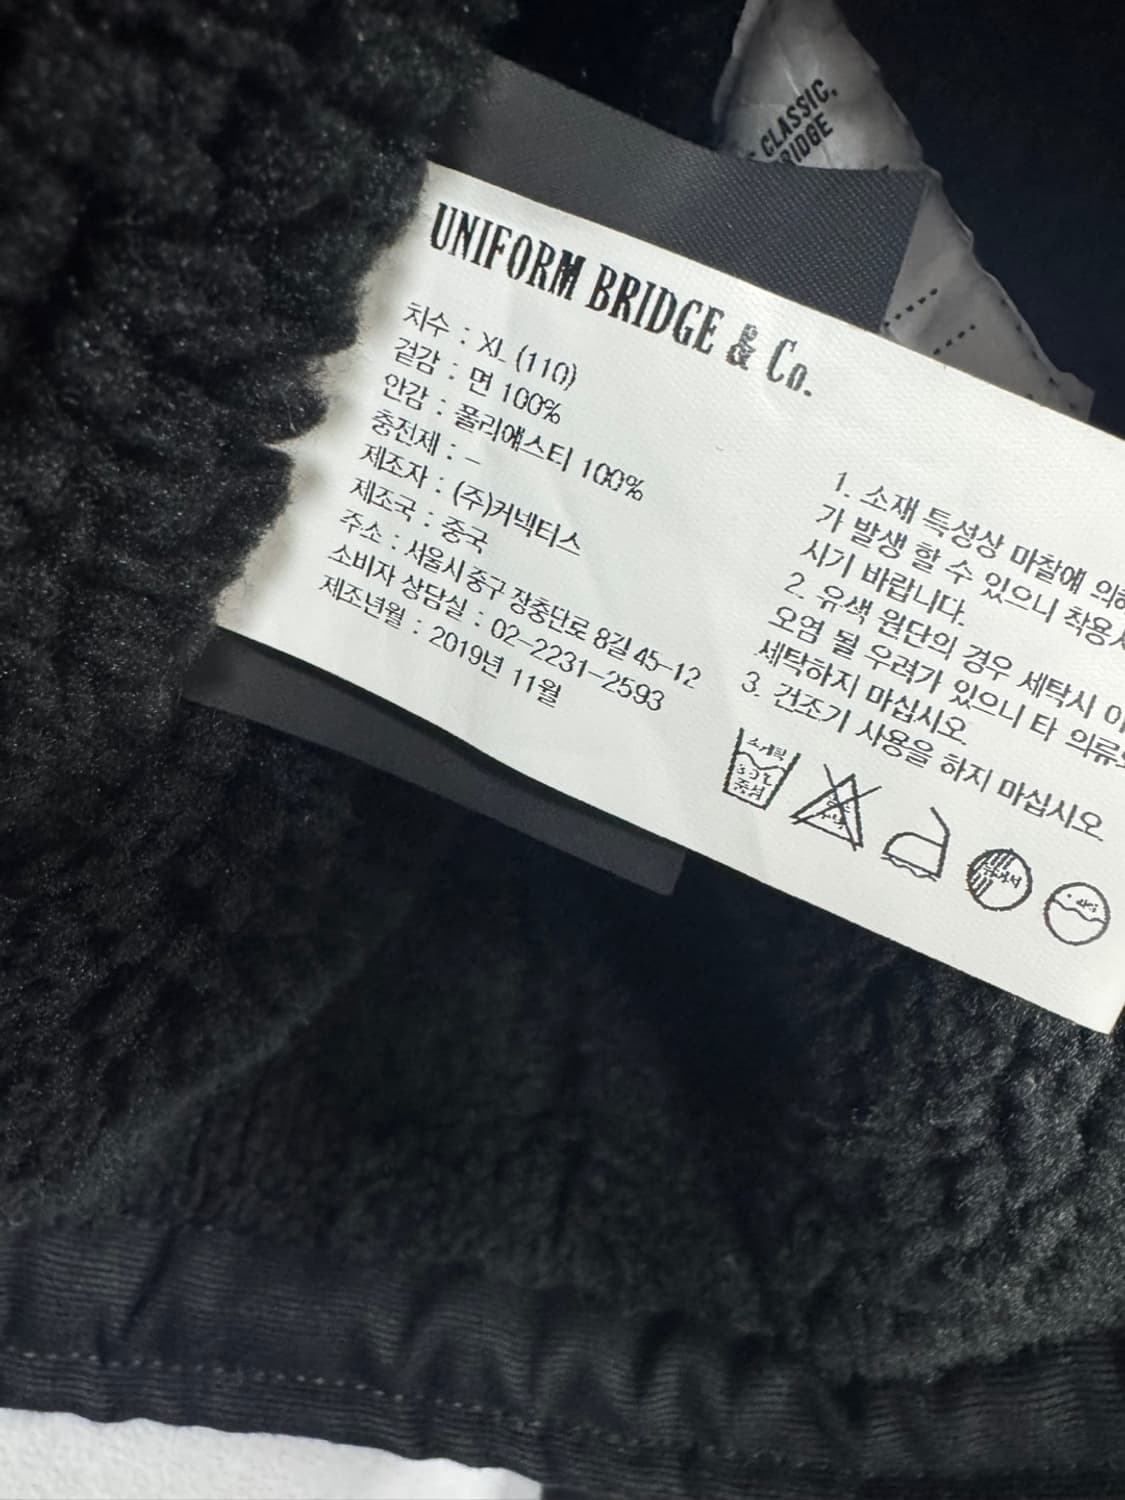 CLASSIC,
UNIFORM BRIDGE & Co.
치수 : XL (110)
겉감 : 면 100%
안감 : 폴리애스티 100%
충전제 : –
제조자 : (주)커넥터스
제조국 : 중국
주소 : 서울시 중구 장충단로 8길 45-12
소비자 상담실 : 02-2231-2593
제조년월 : 2019년 11월
1. 소재 특성상 마찰에 의해
가 발생 할 수 있으니 착용시
시기 바랍니다.
2. 유색 원단의 경우 세탁시 이
오염 될 우려가 있으니 타 의류
세탁하지 마십시오
3. 건조기 사용을 하지 마십시오
중성